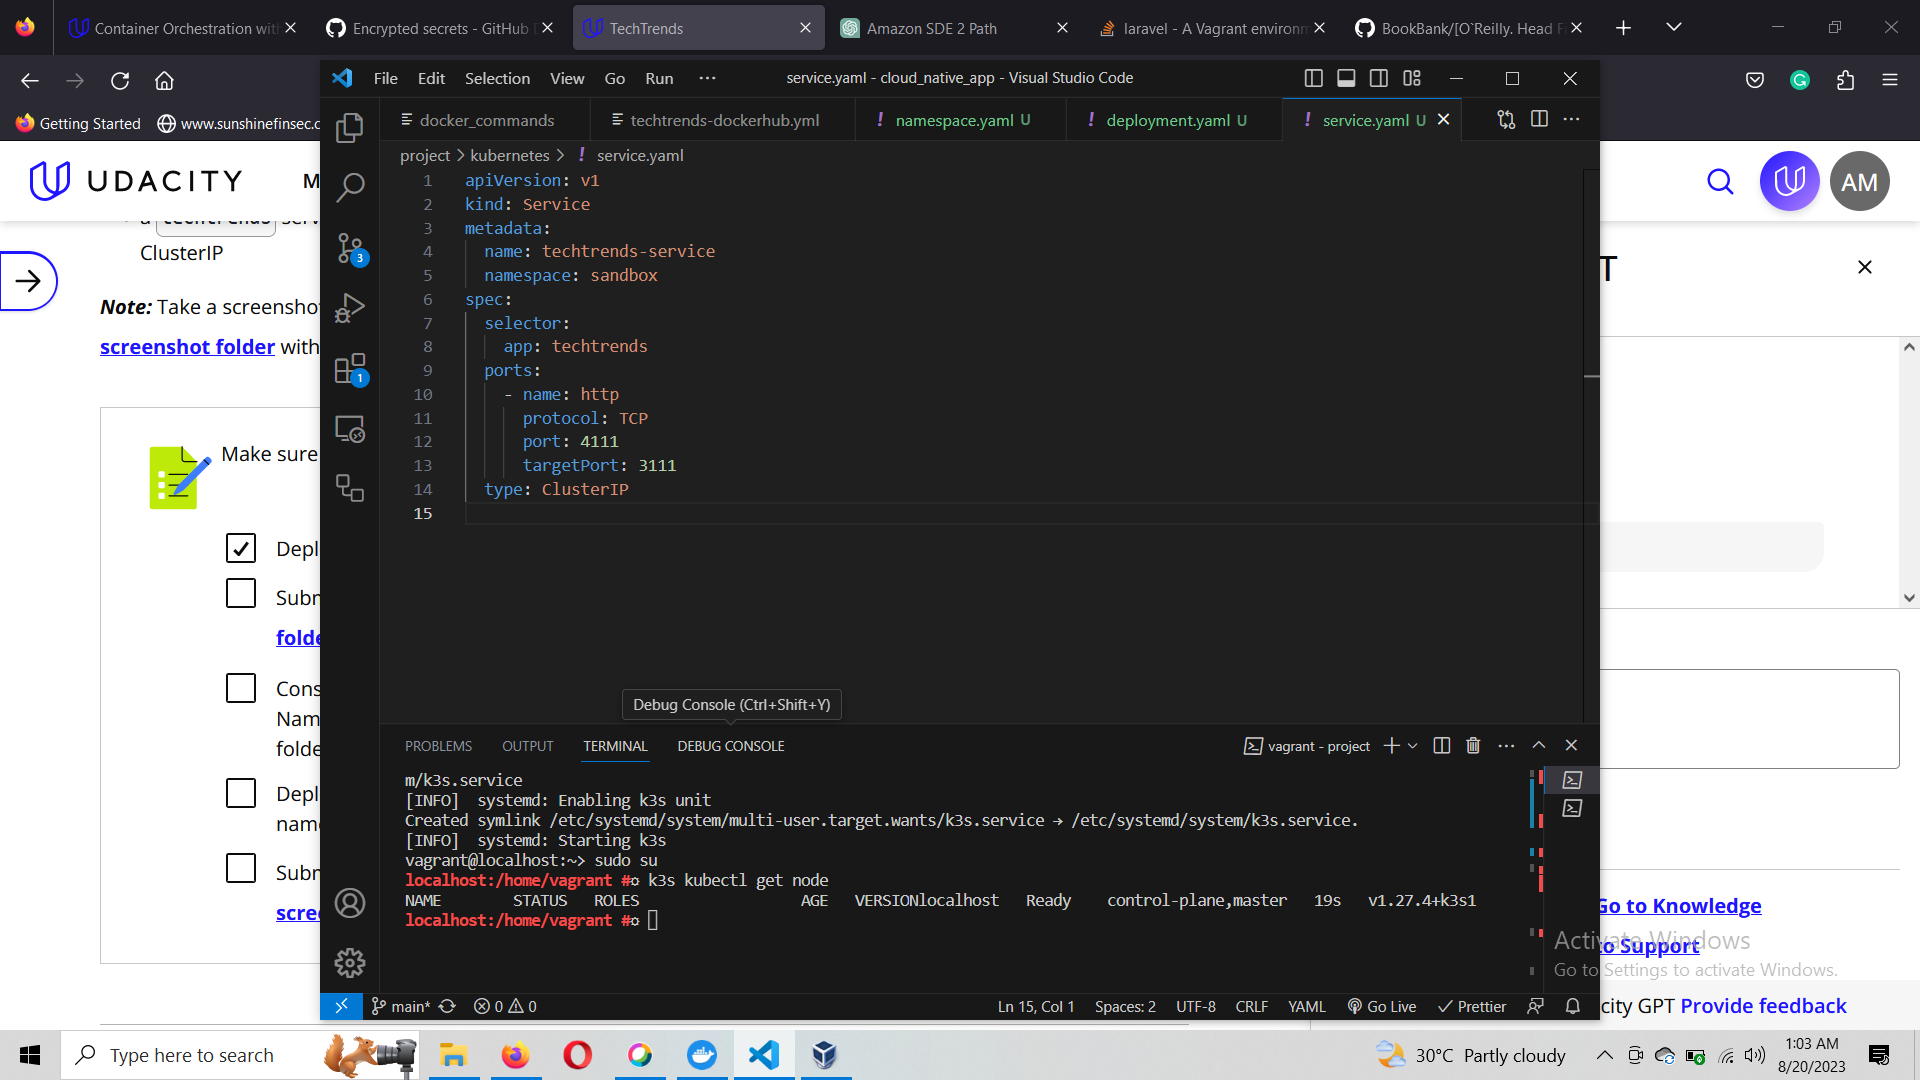 Container Orchestration wit
Encrypted secrets - GitHub D
TechTrends
Amazon SDE 2 Path
laravel - A Vagrant environm
BookBank/[O`Reilly. Head F
File Edit Selection View Go Run ···
service.yaml - cloud_native_app - Visual Studio Code
Getting Started
www.sunshinefinsec.c
docker_commands
techtrends-dockerhub.yml
! namespace.yaml U
! deployment.yaml U
! service.yaml U
project > kubernetes > ! service.yaml
UDACITY
M
AM
ClusterIP
Note: Take a screenshot
screenshot folder with
T
1 apiVersion: v1
2 kind: Service
3 metadata:
4 name: techtrends-service
5 namespace: sandbox
6 spec:
7 selector:
8 app: techtrends
9 ports:
10 - name: http
11 protocol: TCP
12 port: 4111
13 targetPort: 3111
14 type: ClusterIP
15
3
1
Make sure
Depl
Subn
folde
Cons
Nam
folde
Depl
name
Subn
scree
Debug Console (Ctrl+Shift+Y)
PROBLEMS OUTPUT TERMINAL DEBUG CONSOLE
vagrant - project
m/k3s.service
[INFO]  systemd: Enabling k3s unit
Created symlink /etc/systemd/system/multi-user.target.wants/k3s.service → /etc/systemd/system/k3s.service.
[INFO]  systemd: Starting k3s
vagrant@localhost:~> sudo su
localhost:/home/vagrant #¤ k3s kubectl get node
NAME STATUS ROLES AGE VERSIONlocalhost Ready control-plane,master 19s v1.27.4+k3s1
localhost:/home/vagrant #¤
Go to Knowledge
to Support
Activate Windows
Go to Settings to activate Windows.
city GPT Provide feedback
main* 0 0
Ln 15, Col 1 Spaces: 2 UTF-8 CRLF YAML Go Live Prettier
Type here to search
30°C Partly cloudy
1:03 AM
8/20/2023